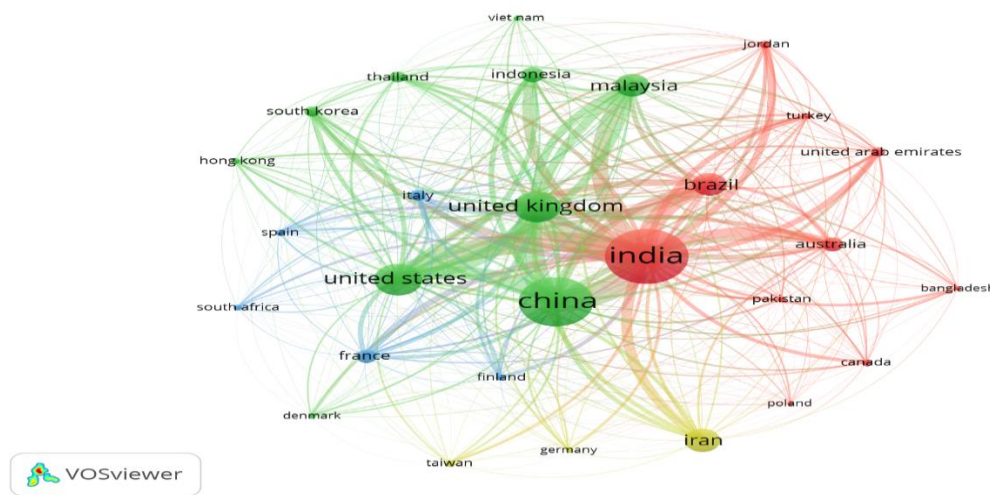 viet nam
jordan
thailand
indonesia
malaysia
south korea
turkey
hong kong
united arab emirates
italy
brazil
united kingdom
spain
australia
india
united states
china
bangladesh
pakistan
south africa
france
canada
finland
poland
denmark
iran
germany
taiwan
VOSviewer